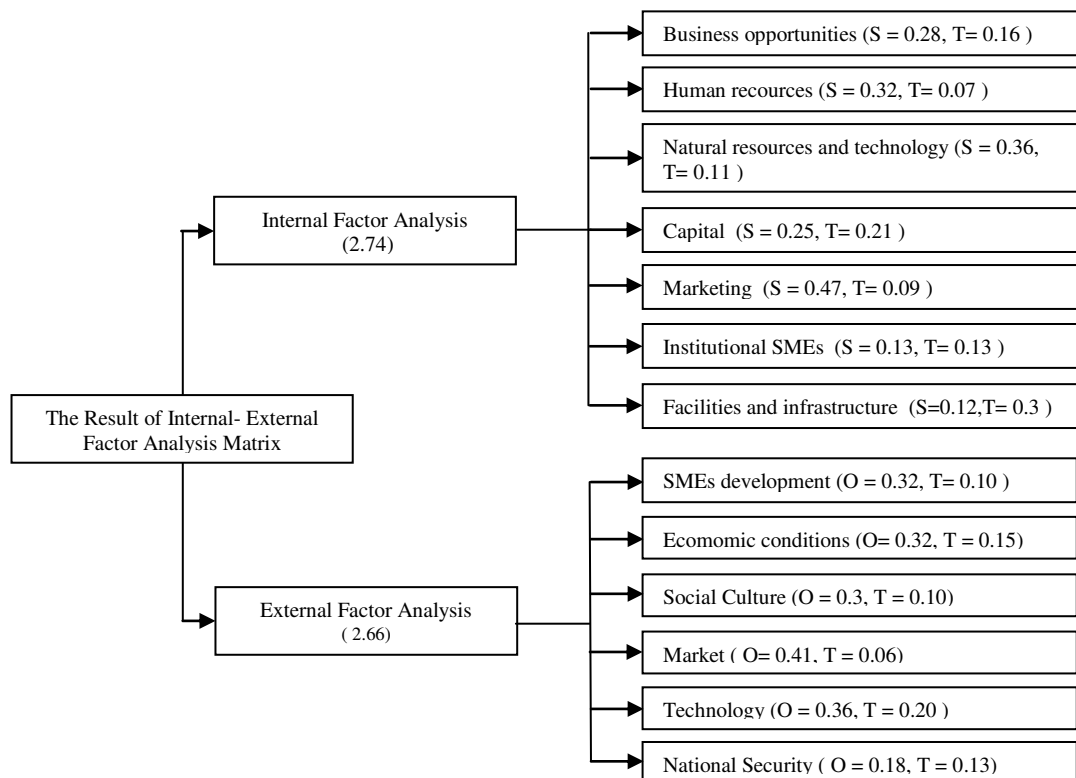 Business opportunities (S = 0.28, T= 0.16 )
Human recources (S = 0.32, T= 0.07 )
Natural resources and technology (S = 0.36,
T= 0.11 )
Internal Factor Analysis
(2.74)
Capital  (S = 0.25, T= 0.21 )
Marketing  (S = 0.47, T= 0.09 )
Institutional SMEs  (S = 0.13, T= 0.13 )
Facilities and infrastructure  (S=0.12,T= 0.3 )
The Result of Internal- External
Factor Analysis Matrix
SMEs development (O = 0.32, T= 0.10 )
Ecomomic conditions (O= 0.32, T = 0.15)
Social Culture (O = 0.3, T = 0.10)
External Factor Analysis
( 2.66)
Market ( O= 0.41, T = 0.06)
Technology (O = 0.36, T = 0.20 )
National Security ( O = 0.18, T = 0.13)